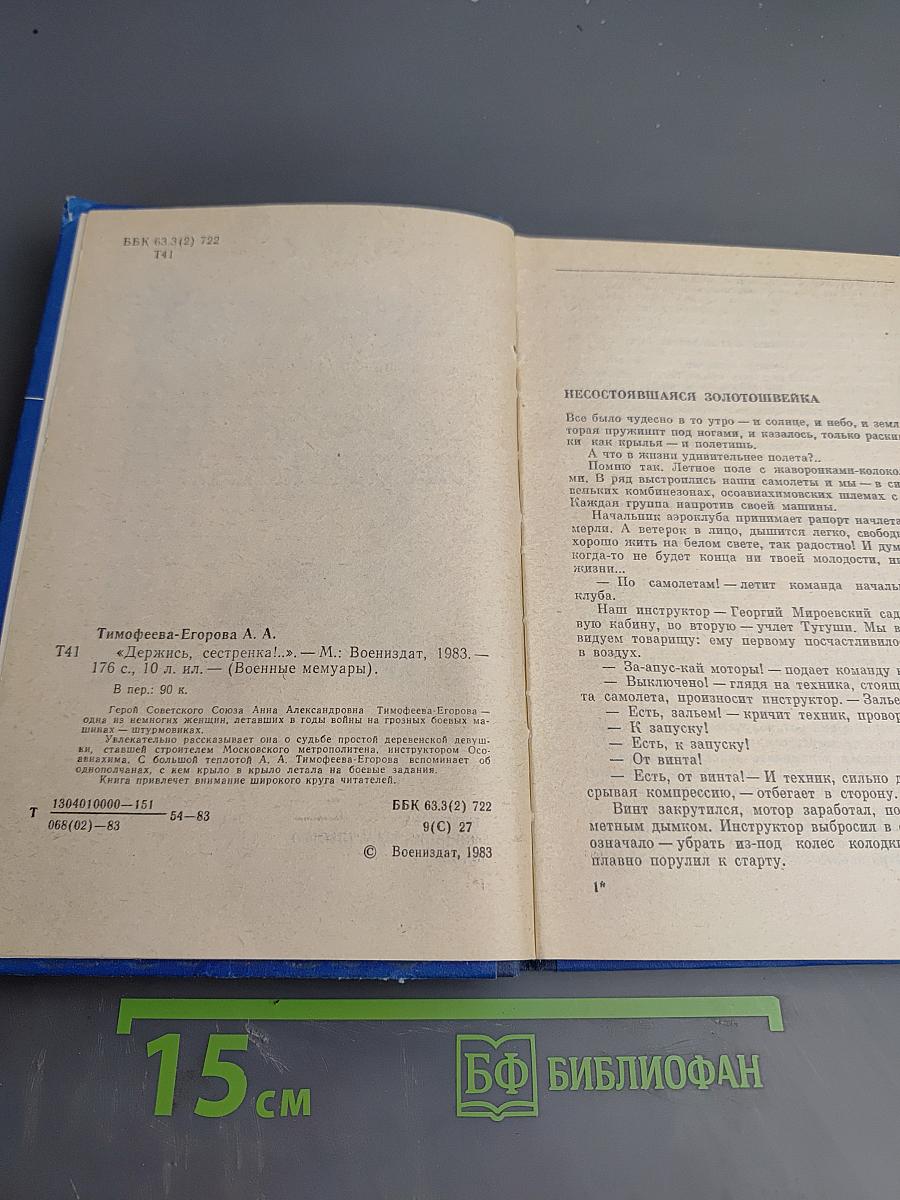 ББК 63.3(2) 722
Т41
Тимофеева-Егорова А. А.
Т41 «Держись, сестренка!..». — М.: Воениздат, 1983. —
176 с., 10 л. ил. — (Военные мемуары).
В пер.: 90 к.
Герой Советского Союза Анна Александровна Тимофеева-Егорова —
одна из немногих женщин, летавших в годы войны на грозных боевых ма-
шинах — штурмовиках.
Увлекательно рассказывает она о судьбе простой деревенской девуш-
ки, ставшей строителем Московского метрополитена, инструктором Осо-
авиахима. С большой теплотой А. А. Тимофеева-Егорова вспоминает об
однополчанах, с кем крыло в крыло летала на боевые задания.
Книга привлечет внимание широкого круга читателей.
Т 1304010000—151
068(02)—83
54—83
ББК 63.3(2) 722
9(С) 27
© Воениздат, 1983
НЕСОСТОЯВШАЯСЯ ЗОЛОТОШВЕЙКА
Все было чудесно в то утро — и солнце, и небо, и земл
торая пружинит под ногами, и казалось, только раски
ки как крылья — и полетишь.
А что в жизни удивительнее полета?..
Помню так. Летное поле с жаворонками-колоко
ми. В ряд выстроились наши самолеты и мы — в си
неньких комбинезонах, осоавиахимовских шлемах с
Каждая группа напротив своей машины.
Начальник аэроклуба принимает рапорт начлета
мерли. А ветерок в лицо, дышится легко, свободн
хорошо жить на белом свете, так радостно! И дум
когда-то не будет конца ни твоей молодости, ни
жизни...
— По самолетам! — летит команда началь
клуба.
Наш инструктор — Георгий Мироевский сад
вую кабину, во вторую — учлет Тугуши. Мы в
видуем товарищу: ему первому посчастливило
в воздух.
— За-апус-кай моторы! — подает команду н
— Выключено! — глядя на техника, стоящ
та самолета, произносит инструктор. — Залье
— Есть, зальем! — кричит техник, провор
— К запуску!
— Есть, к запуску!
— От винта!
— Есть, от винта! — И техник, сильно д
срывая компрессию, — отбегает в сторону.
Винт закрутился, мотор заработал, по
метным дымком. Инструктор выбросил в с
означало — убрать из-под колес колодки
плавно порулил к старту.
1*
15 см
БФ БИБЛИОФАН